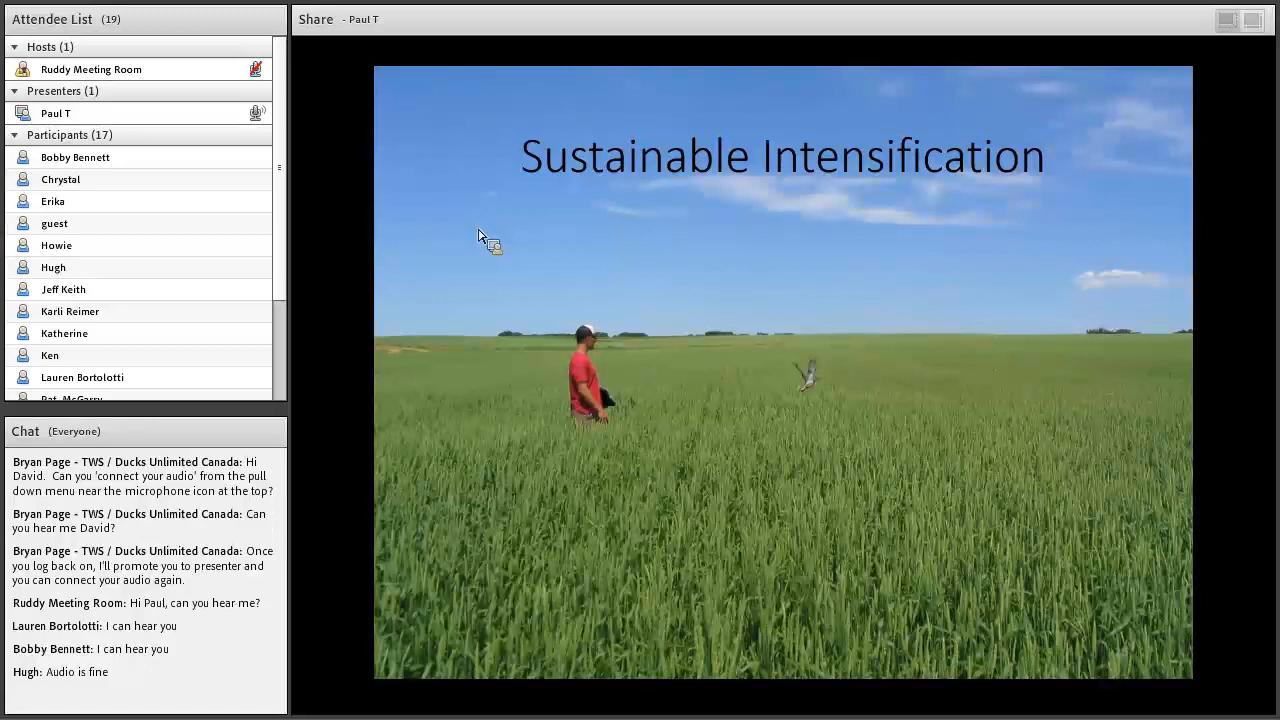 Attendee List (19)
Hosts (1)
Ruddy Meeting Room
Presenters (1)
Paul T
Participants (17)
Bobby Bennett
Chrystal
Erika
guest
Howie
Hugh
Jeff Keith
Karli Reimer
Katherine
Ken
Lauren Bortolotti
Pat McGarry
Chat (Everyone)
Bryan Page - TWS / Ducks Unlimited Canada: Hi
David. Can you 'connect your audio' from the pull
down menu near the microphone icon at the top?
Bryan Page - TWS / Ducks Unlimited Canada: Can
you hear me David?
Bryan Page - TWS / Ducks Unlimited Canada: Once
you log back on, I'll promote you to presenter and
you can connect your audio again.
Ruddy Meeting Room: Hi Paul, can you hear me?
Lauren Bortolotti: I can hear you
Bobby Bennett: I can hear you
Hugh: Audio is fine
Share - Paul T
Sustainable Intensification